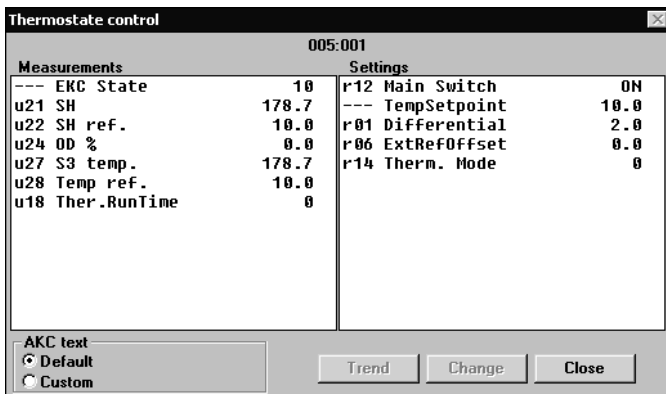 Thermostate control
005:001
Measurements
--- EKC State 10
u21 SH 178.7
u22 SH ref. 10.0
u24 OD % 0.0
u27 S3 temp. 178.7
u28 Temp ref. 10.0
u18 Ther.RunTime 0
Settings
r12 Main Switch ON
--- TempSetpoint 10.0
r01 Differential 2.0
r06 ExtRefOffset 0.0
r14 Therm. Mode 0
AKC text
Default
Custom
Trend
Change
Close